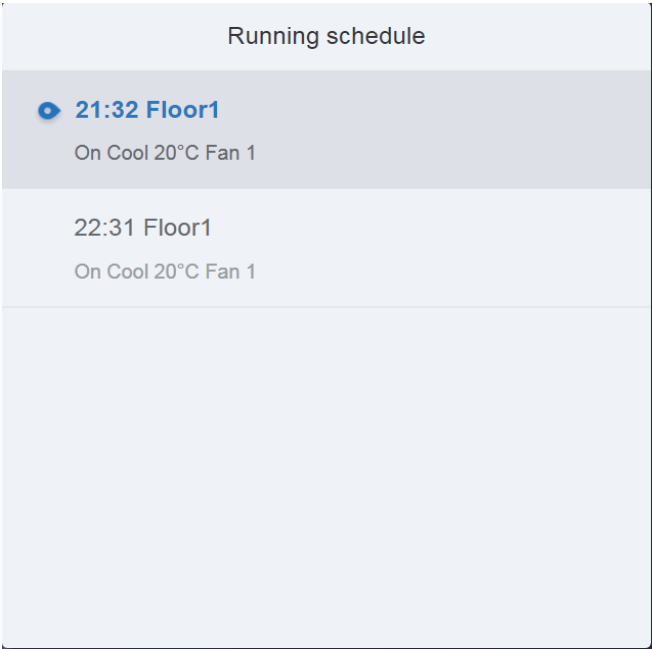 Running schedule
21:32 Floor1
On Cool 20°C Fan 1
22:31 Floor1
On Cool 20°C Fan 1